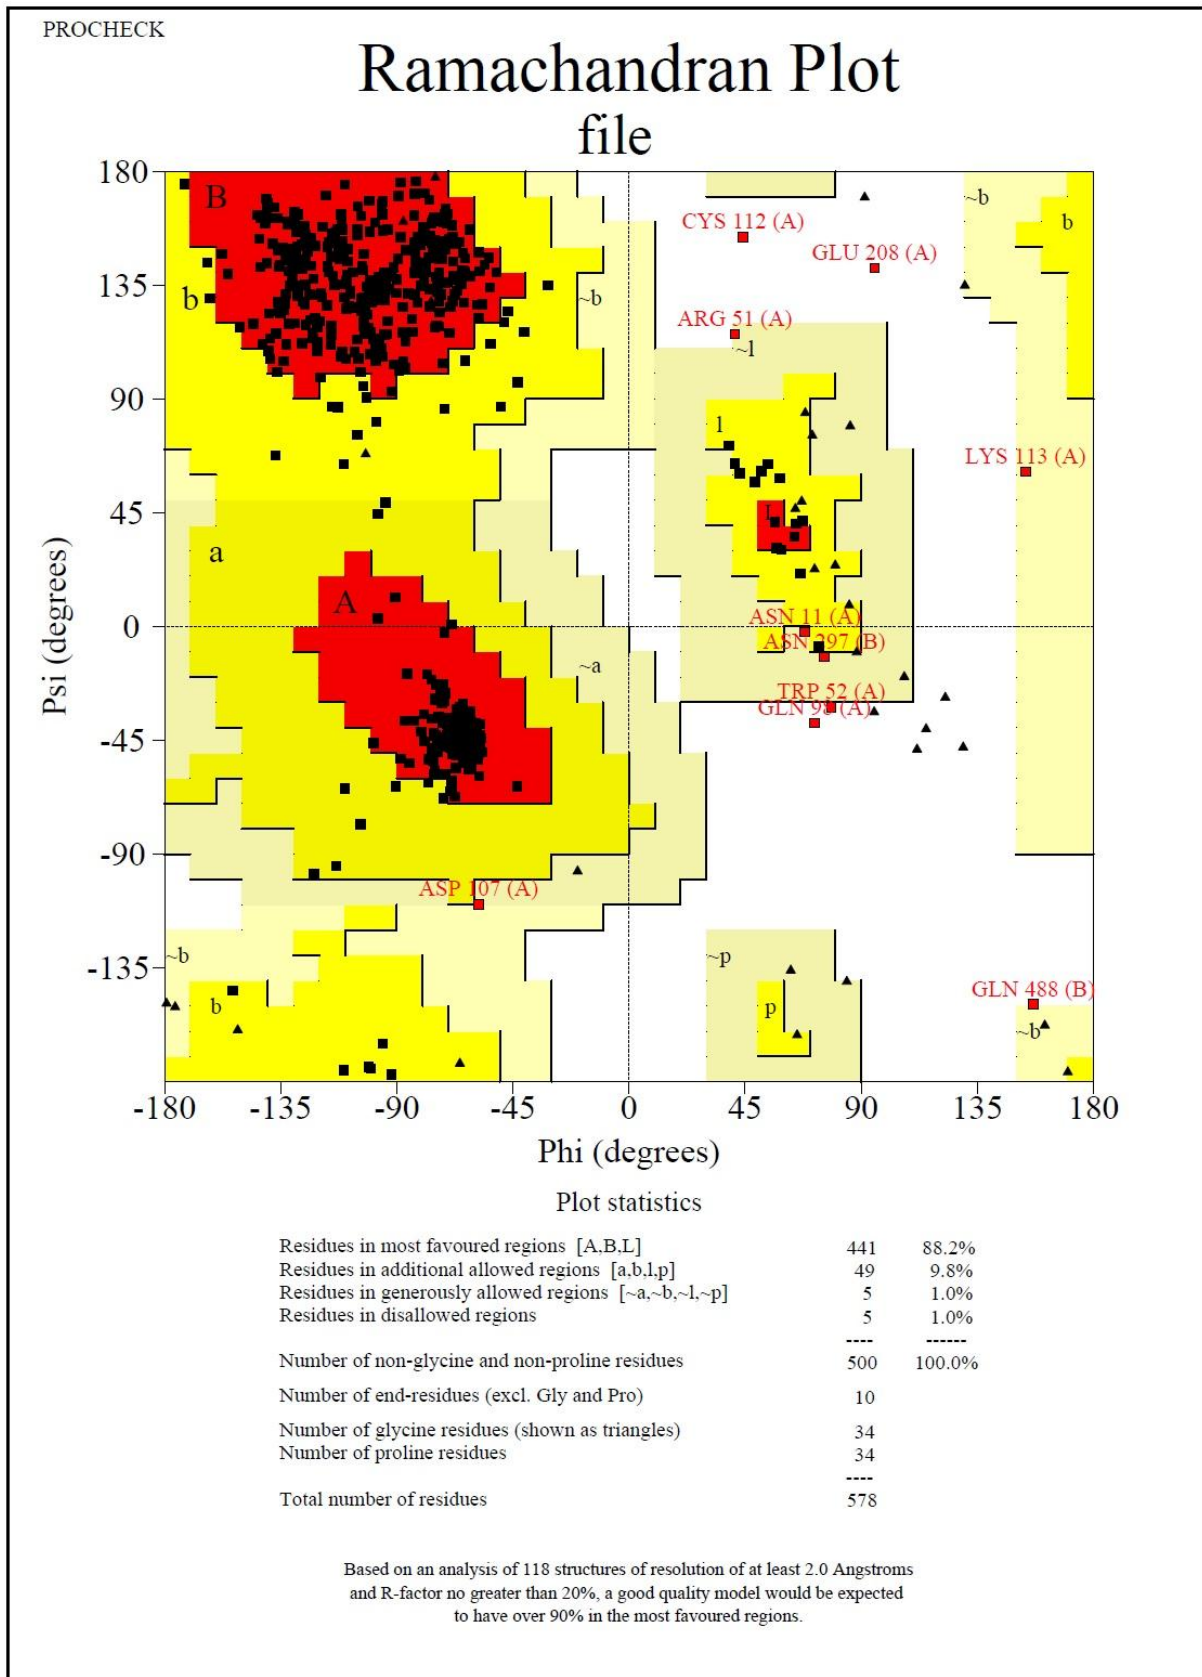 PROCHECK
Ramachandran Plot
file
180
B
~b
b
CYS 112 (A)
GLU 208 (A)
135
b
~b
ARG 51 (A)
~l
90
l
LYS 113 (A)
45
L
a
A
0
ASN 11 (A)
ASN 297 (B)
~a
TRP 52 (A)
GLN 98 (A)
-45
-90
ASP 107 (A)
-135
~b
~p
GLN 488 (B)
b
p
~b
-180
-135
-90
-45
0
45
90
135
180
Psi (degrees)
Phi (degrees)
Plot statistics
Residues in most favoured regions [A,B,L] 441 88.2%
Residues in additional allowed regions [a,b,l,p] 49 9.8%
Residues in generously allowed regions [~a,~b,~l,~p] 5 1.0%
Residues in disallowed regions 5 1.0%
---- ------
Number of non-glycine and non-proline residues 500 100.0%
Number of end-residues (excl. Gly and Pro) 10
Number of glycine residues (shown as triangles) 34
Number of proline residues 34
----
Total number of residues 578
Based on an analysis of 118 structures of resolution of at least 2.0 Angstroms
and R-factor no greater than 20%, a good quality model would be expected
to have over 90% in the most favoured regions.